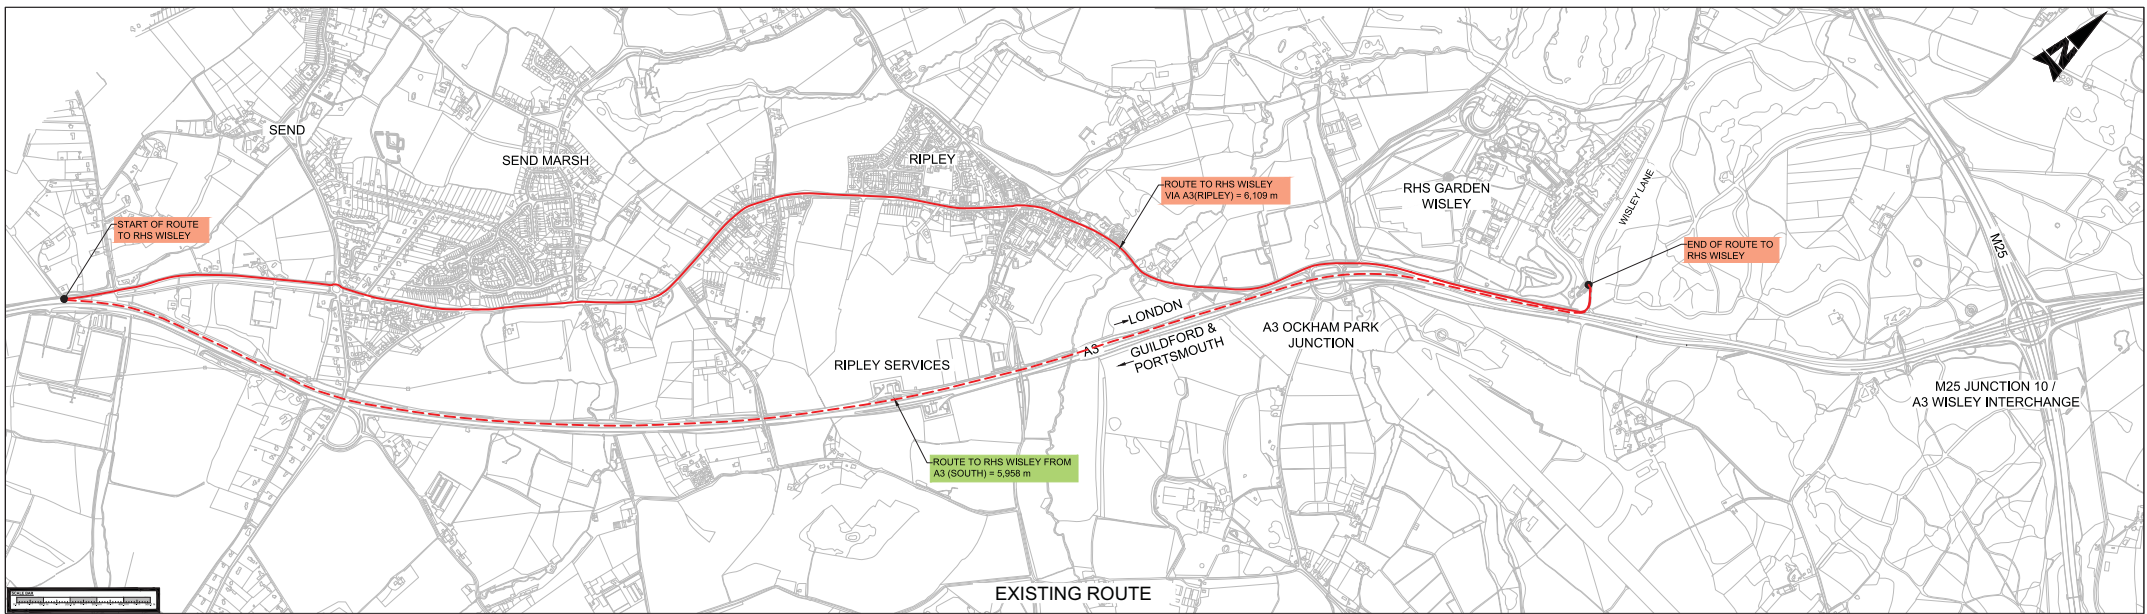 SEND
SEND MARSH
RIPLEY
START OF ROUTE
TO RHS WISLEY
ROUTE TO RHS WISLEY
VIA A3(RIPLEY) = 6,109 m
RHS GARDEN
WISLEY
WISLEY LANE
END OF ROUTE TO
RHS WISLEY
M25
N
LONDON
A3
GUILDFORD &
PORTSMOUTH
A3 OCKHAM PARK
JUNCTION
RIPLEY SERVICES
M25 JUNCTION 10 /
A3 WISLEY INTERCHANGE
ROUTE TO RHS WISLEY FROM
A3 (SOUTH) = 5,958 m
SCALE BAR
EXISTING ROUTE